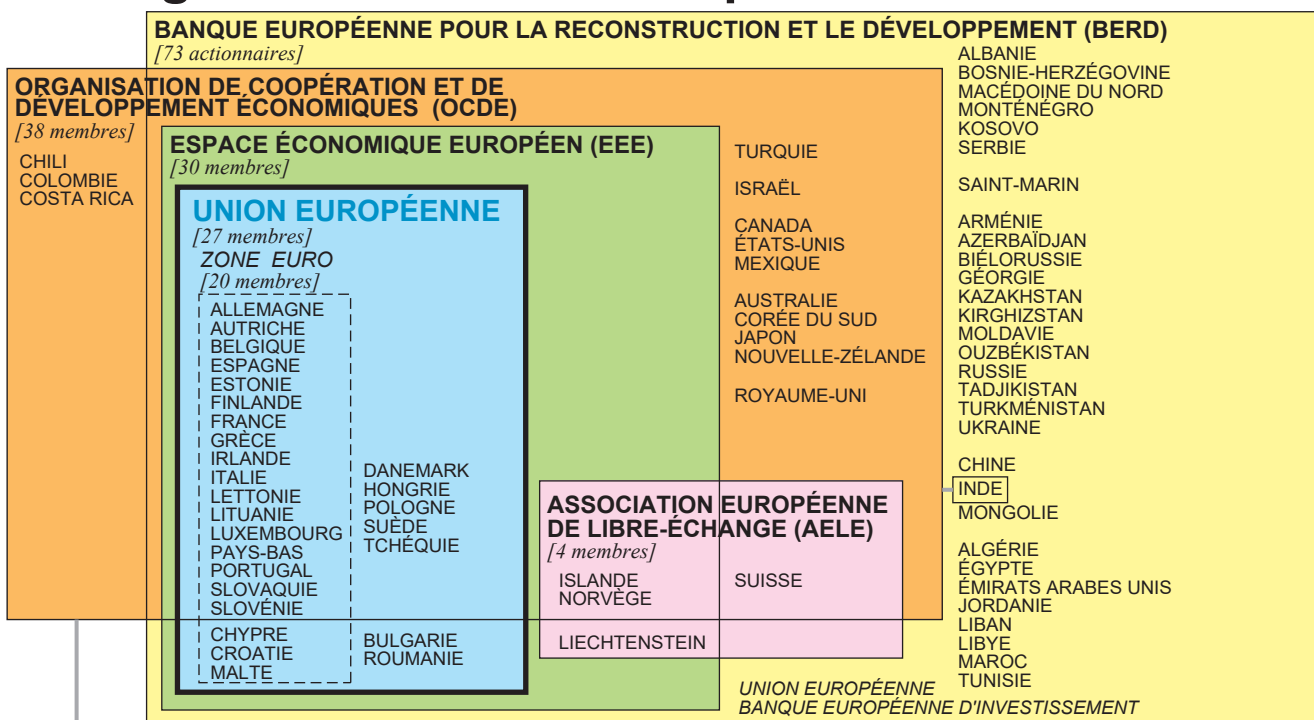 BANQUE EUROPÉENNE POUR LA RECONSTRUCTION ET LE DÉVELOPPEMENT (BERD)
[73 actionnaires]
ORGANISATION DE COOPÉRATION ET DE
DÉVELOPPEMENT ÉCONOMIQUES (OCDE)
[38 membres]
CHILI
COLOMBIE
COSTA RICA
ESPACE ÉCONOMIQUE EUROPÉEN (EEE)
[30 membres]
UNION EUROPÉENNE
[27 membres]
ZONE EURO
[20 membres]
ALLEMAGNE
AUTRICHE
BELGIQUE
ESPAGNE
ESTONIE
FINLANDE
FRANCE
GRÈCE
IRLANDE
ITALIE
LETTONIE
LITUANIE
LUXEMBOURG
PAYS-BAS
PORTUGAL
SLOVAQUIE
SLOVÉNIE
CHYPRE
CROATIE
MALTE
DANEMARK
HONGRIE
POLOGNE
SUÈDE
TCHÉQUIE
BULGARIE
ROUMANIE
ASSOCIATION EUROPÉENNE
DE LIBRE-ÉCHANGE (AELE)
[4 membres]
ISLANDE
NORVÈGE
LIECHTENSTEIN
SUISSE
TURQUIE
ISRAËL
CANADA
ÉTATS-UNIS
MEXIQUE
AUSTRALIE
CORÉE DU SUD
JAPON
NOUVELLE-ZÉLANDE
ROYAUME-UNI
ALBANIE
BOSNIE-HERZÉGOVINE
MACÉDOINE DU NORD
MONTÉNÉGRO
KOSOVO
SERBIE
SAINT-MARIN
ARMÉNIE
AZERBAÏDJAN
BIÉLORUSSIE
GÉORGIE
KAZAKHSTAN
KIRGHIZSTAN
MOLDAVIE
OUZBÉKISTAN
RUSSIE
TADJIKISTAN
TURKMÉNISTAN
UKRAINE
CHINE
INDE
MONGOLIE
ALGÉRIE
ÉGYPTE
ÉMIRATS ARABES UNIS
JORDANIE
LIBAN
LIBYE
MAROC
TUNISIE
UNION EUROPÉENNE
BANQUE EUROPÉENNE D'INVESTISSEMENT